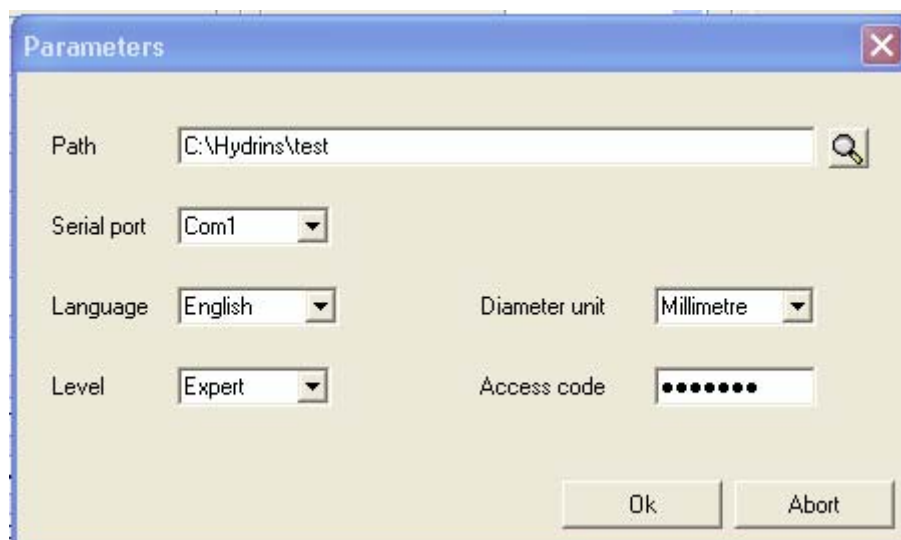 Parameters
Path C:\Hydrins\test
Serial port Com1
Language English Diameter unit Millimetre
Level Expert Access code •••••••
Ok Abort